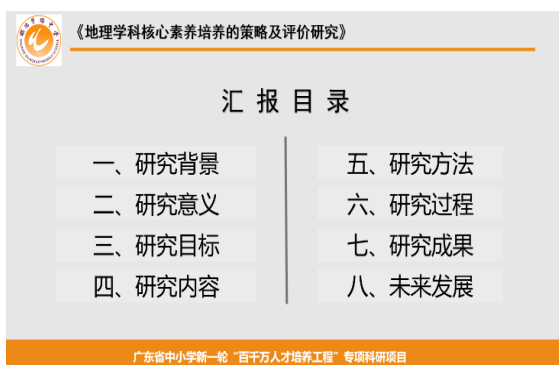 《地理学科核心素养培养的策略及评价研究》
汇报目录
一、研究背景
二、研究意义
三、研究目标
四、研究内容
五、研究方法
六、研究过程
七、研究成果
八、未来发展
广东省中小学新一轮“百千万人才培养工程”专项科研项目